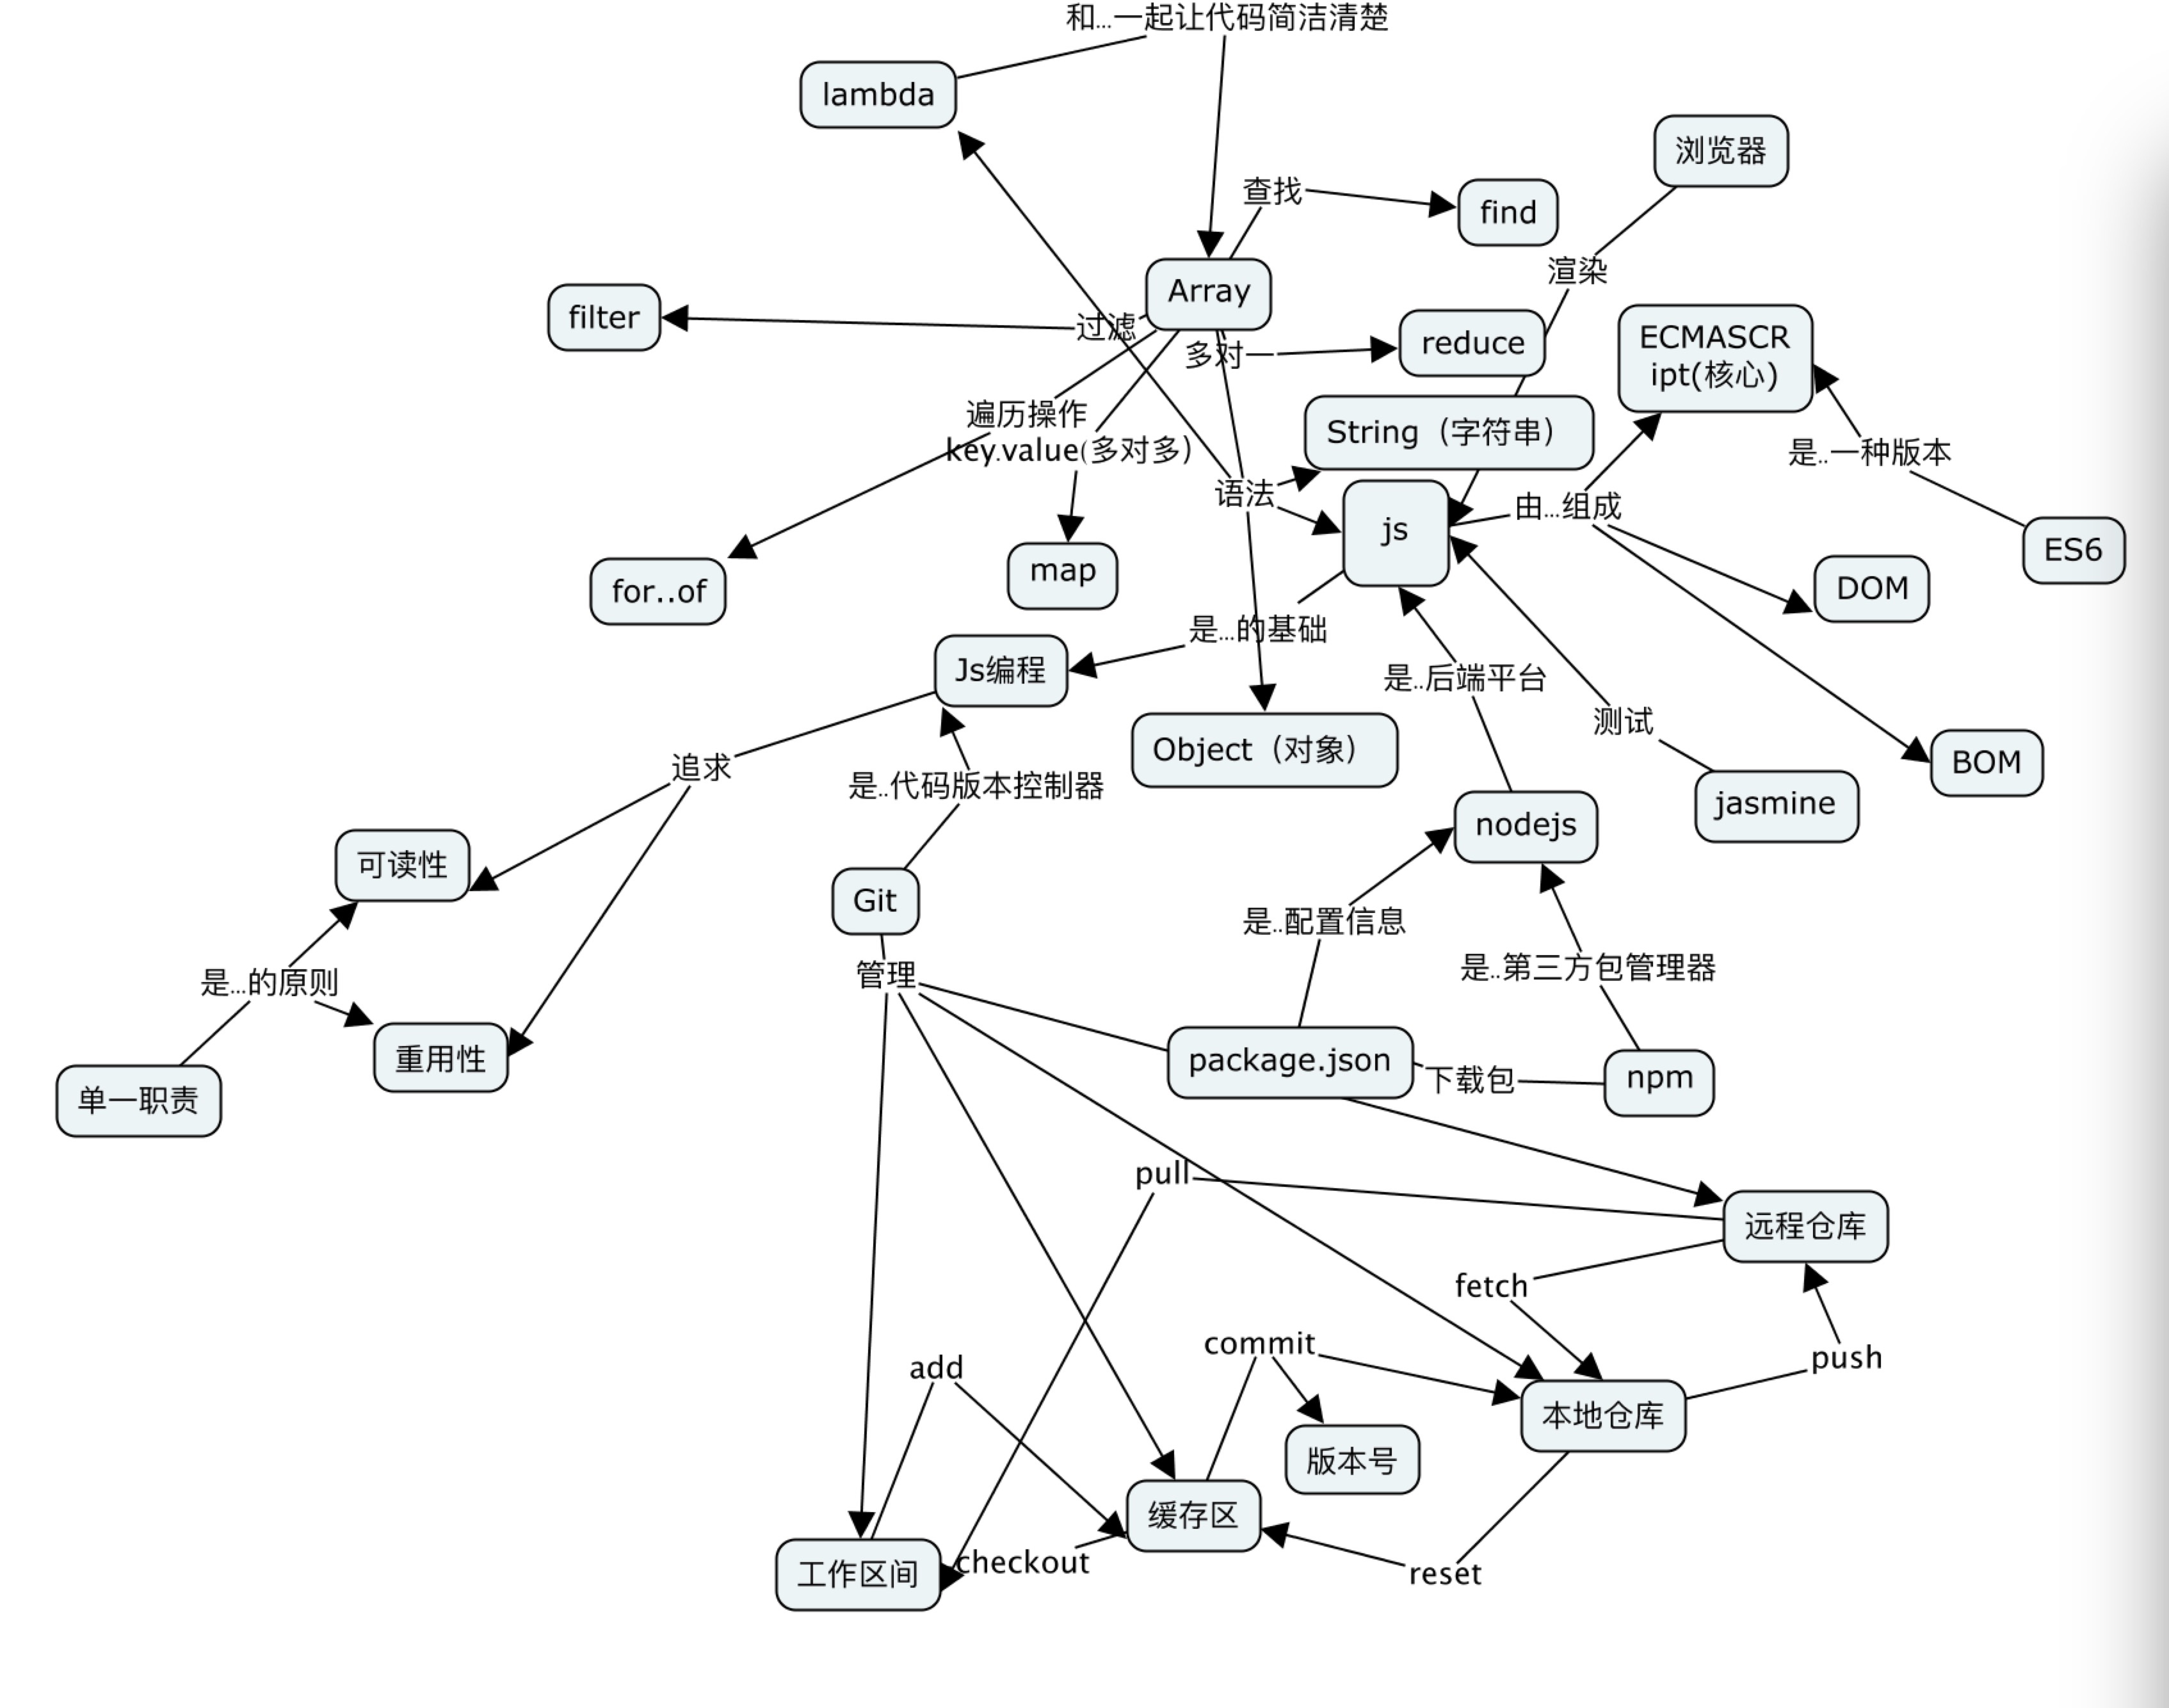 和...一起让代码简洁清楚
lambda
浏览器
查找
find
渲染
Array
filter
过滤
多对一
reduce
ECMASCR
ipt(核心)
遍历操作
key.value(多对多)
String（字符串）
是..一种版本
语法
js
由...组成
ES6
map
for..of
DOM
是...的基础
Js编程
是..后端平台
测试
Object（对象）
BOM
追求
是..代码版本控制器
jasmine
nodejs
可读性
Git
是..配置信息
管理
是..第三方包管理器
是...的原则
重用性
package.json
下载包
npm
单一职责
pull
远程仓库
fetch
commit
push
add
本地仓库
版本号
缓存区
checkout
工作区间
reset